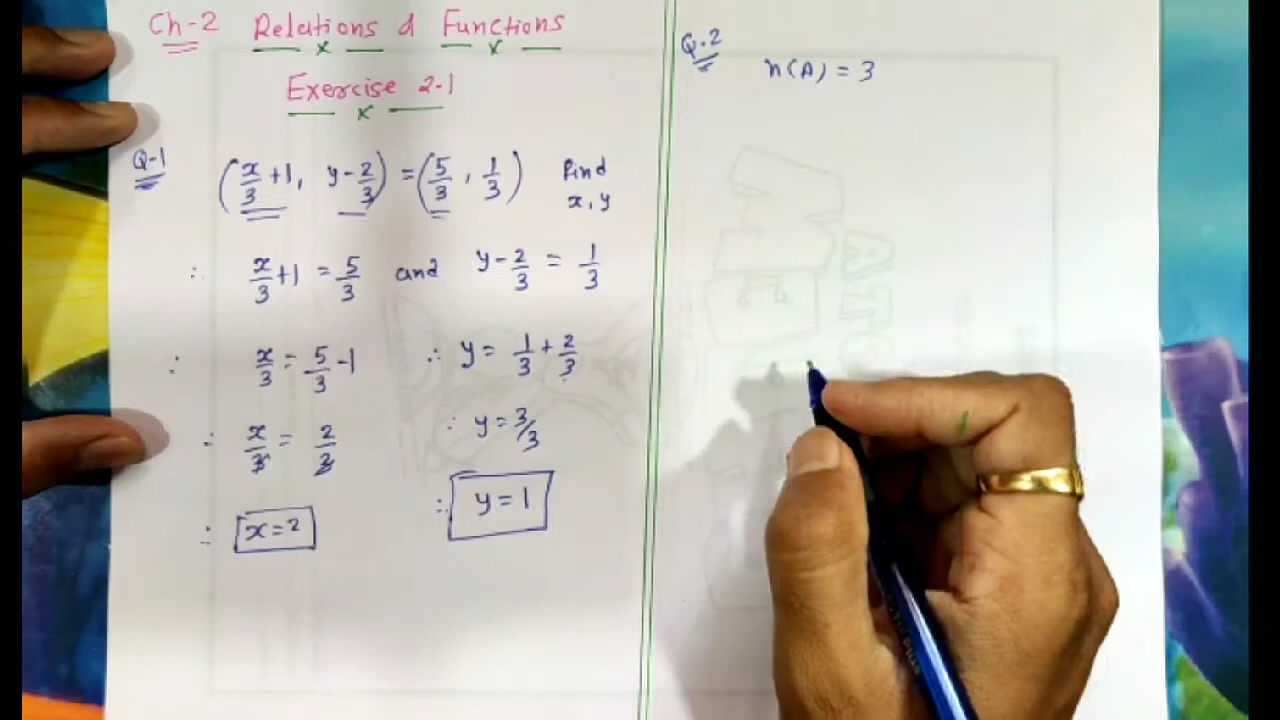 Ch-2 Relations & Functions
Exercise 2.1
Q-1 (x/3 + 1, y - 2/3) = (5/3, 1/3) Find x, y
∴ x/3 + 1 = 5/3 and y - 2/3 = 1/3
∴ x/3 = 5/3 - 1 ∴ y = 1/3 + 2/3
∴ x/3 = 2/3 ∴ y = 3/3
∴ x = 2 ∴ y = 1
Q.2 n(A) = 3